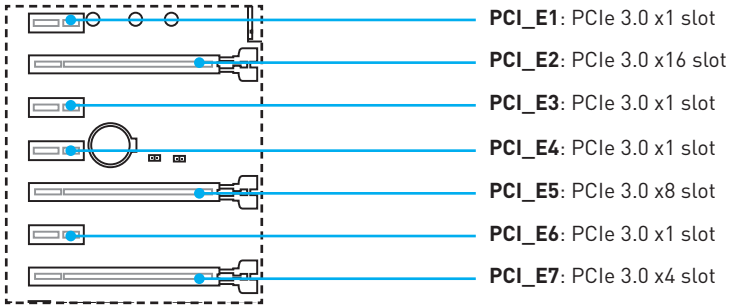 PCI_E1: PCIe 3.0 x1 slot
PCI_E2: PCIe 3.0 x16 slot
PCI_E3: PCIe 3.0 x1 slot
PCI_E4: PCIe 3.0 x1 slot
PCI_E5: PCIe 3.0 x8 slot
PCI_E6: PCIe 3.0 x1 slot
PCI_E7: PCIe 3.0 x4 slot